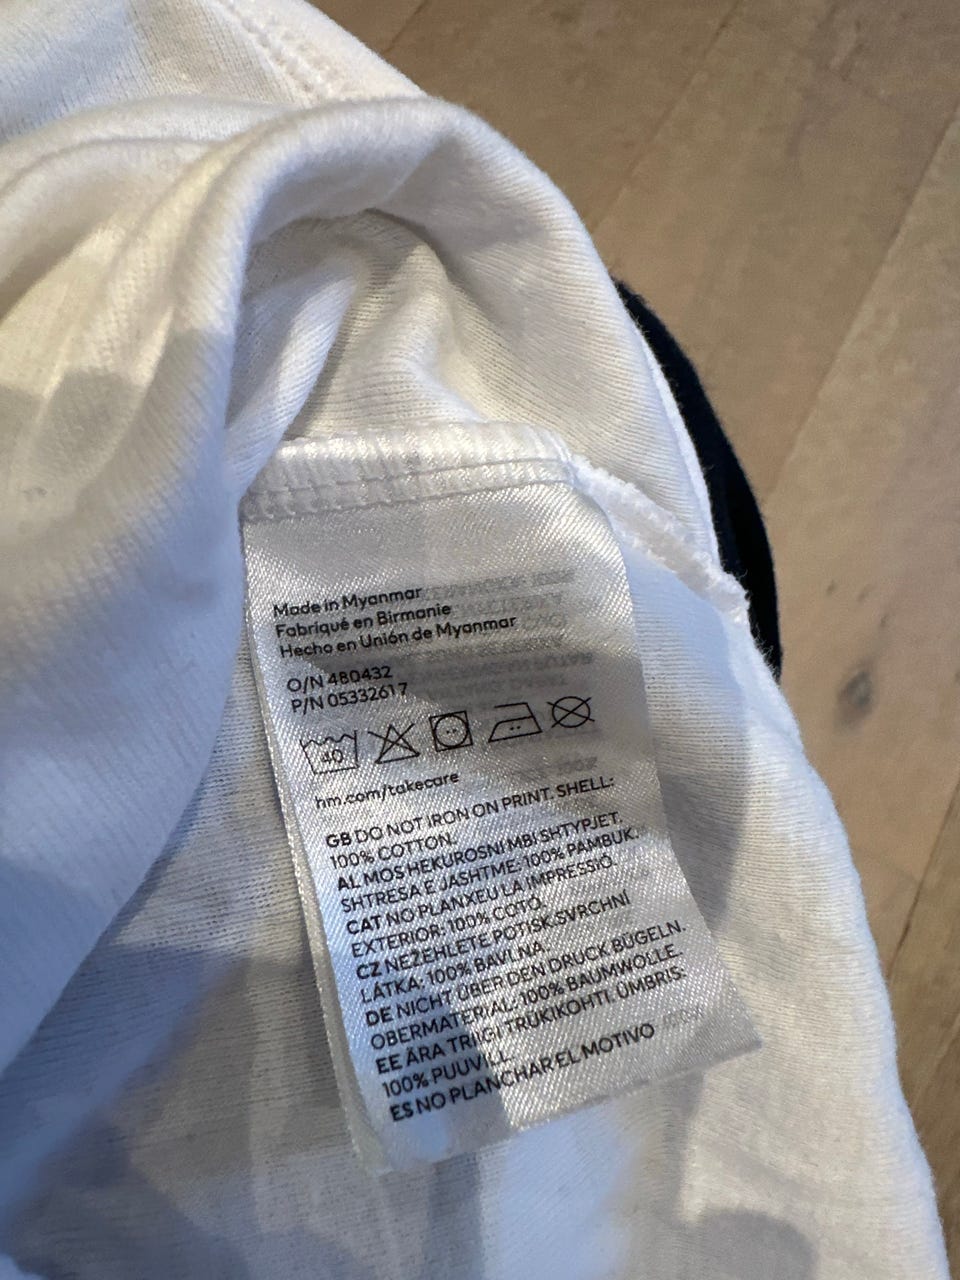 Made in Myanmar
Fabriqué en Birmanie
Hecho en Unión de Myanmar
O/N 480432
P/N 0533261 7
40
hm.com/takecare
GB DO NOT IRON ON PRINT. SHELL:
100% COTTON.
AL MOS HEKUROSNI MBI SHTYPJET.
SHTRESA E JASHTME: 100% PAMBUK.
CAT NO PLANXEU LA IMPRESSIÓ.
EXTERIOR: 100% COTÓ.
CZ NEŽEHLETE POTISK.SVRCHNÍ
LÁTKA: 100% BAVLNA.
DE NICHT ÜBER DEN DRUCK BÜGELN.
OBERMATERIAL: 100% BAUMWOLLE.
EE ÄRA TRIIGI TRÜKIKOHTI. ÜMBRIS:
100% PUUVILL.
ES NO PLANCHAR EL MOTIVO